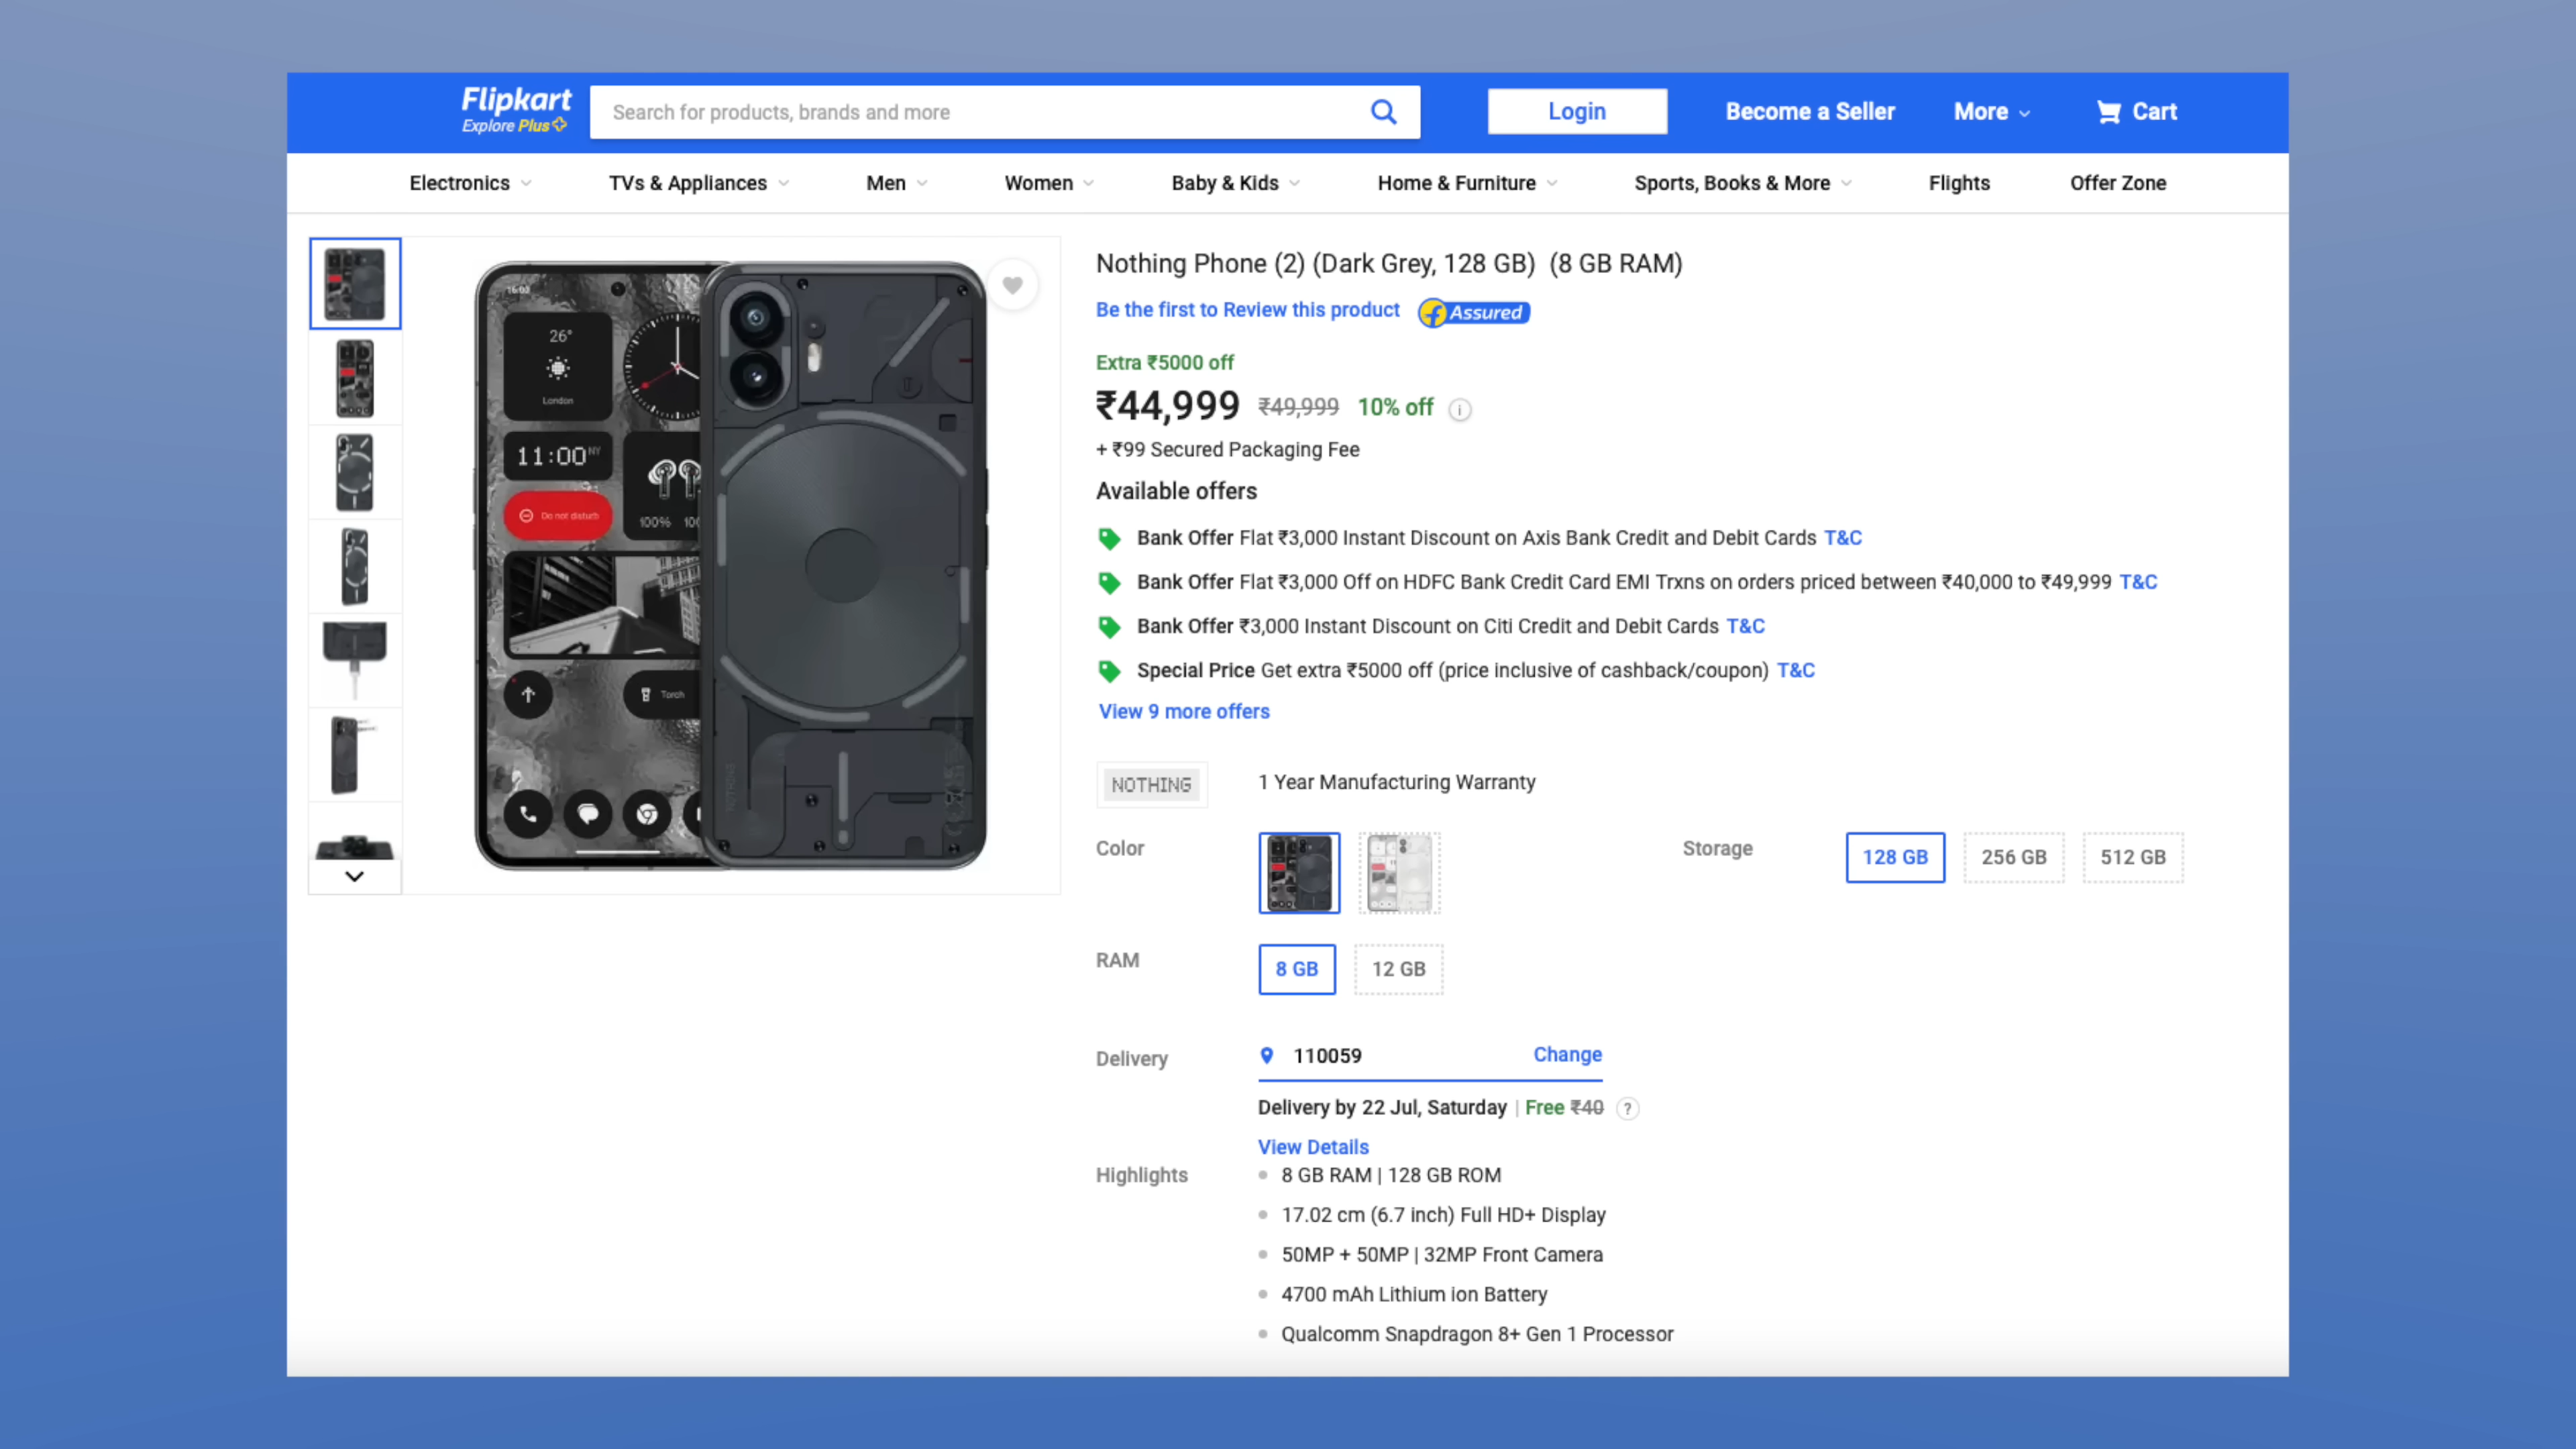 Flipkart
Explore Plus
Search for products, brands and more
Login
Become a Seller
More
Cart
Electronics
TVs & Appliances
Men
Women
Baby & Kids
Home & Furniture
Sports, Books & More
Flights
Offer Zone
16:03
26°
London
11:00 NY
Do not disturb
100%
Torch
NOTHING
Nothing Phone (2) (Dark Grey, 128 GB) (8 GB RAM)
Be the first to Review this product
Assured
Extra ₹5000 off
₹44,999 ₹49,999 10% off
+ ₹99 Secured Packaging Fee
Available offers
Bank Offer Flat ₹3,000 Instant Discount on Axis Bank Credit and Debit Cards T&C
Bank Offer Flat ₹3,000 Off on HDFC Bank Credit Card EMI Trxns on orders priced between ₹40,000 to ₹49,999 T&C
Bank Offer ₹3,000 Instant Discount on Citi Credit and Debit Cards T&C
Special Price Get extra ₹5000 off (price inclusive of cashback/coupon) T&C
View 9 more offers
NOTHING
1 Year Manufacturing Warranty
Color
Storage
128 GB
256 GB
512 GB
RAM
8 GB
12 GB
Delivery
110059
Change
Delivery by 22 Jul, Saturday | Free ₹40 ?
View Details
Highlights
8 GB RAM | 128 GB ROM
17.02 cm (6.7 inch) Full HD+ Display
50MP + 50MP | 32MP Front Camera
4700 mAh Lithium ion Battery
Qualcomm Snapdragon 8+ Gen 1 Processor